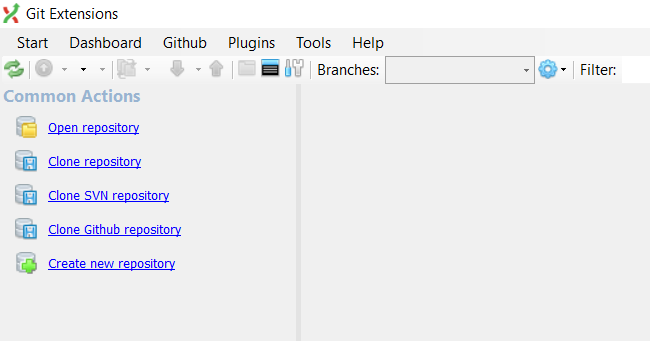 Git Extensions
Start Dashboard Github Plugins Tools Help
Branches: Filter:
Common Actions
Open repository
Clone repository
Clone SVN repository
Clone Github repository
Create new repository